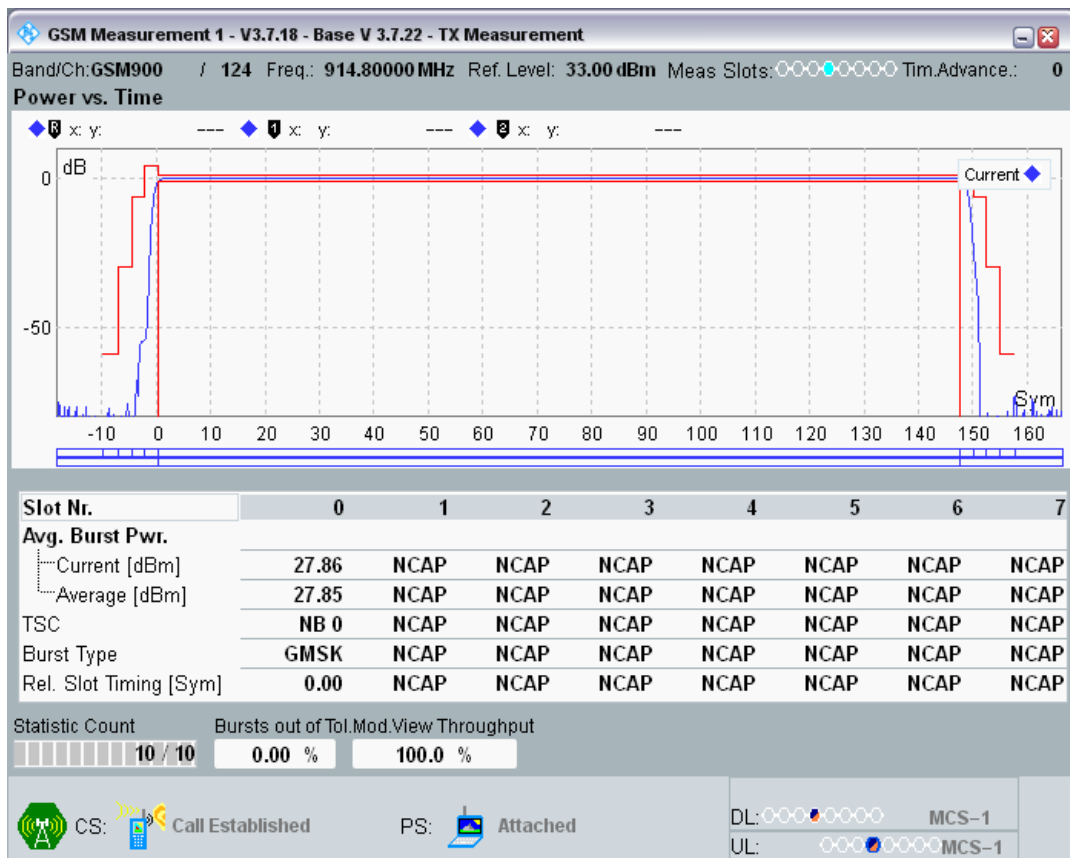 GSM Measurement 1 - V3.7.18 - Base V 3.7.22 - TX Measurement
Band/Ch: GSM900 / 124 Freq.: 914.80000 MHz Ref. Level: 33.00 dBm Meas Slots: Tim.Advance.: 0
Power vs. Time
R x: y: --- 1 x: y: --- 2 x: y: ---
dB
Current
0
-50
Sym
-10 0 10 20 30 40 50 60 70 80 90 100 110 120 130 140 150 160
Slot Nr. 0 1 2 3 4 5 6 7
Avg. Burst Pwr.
Current [dBm] 27.86 NCAP NCAP NCAP NCAP NCAP NCAP NCAP
Average [dBm] 27.85 NCAP NCAP NCAP NCAP NCAP NCAP NCAP
TSC NB 0 NCAP NCAP NCAP NCAP NCAP NCAP NCAP
Burst Type GMSK NCAP NCAP NCAP NCAP NCAP NCAP NCAP
Rel. Slot Timing [Sym] 0.00 NCAP NCAP NCAP NCAP NCAP NCAP NCAP
Statistic Count Bursts out of Tol. Mod.View Throughput
10 / 10 0.00 % 100.0 %
CS: Call Established PS: Attached DL: MCS-1
UL: MCS-1